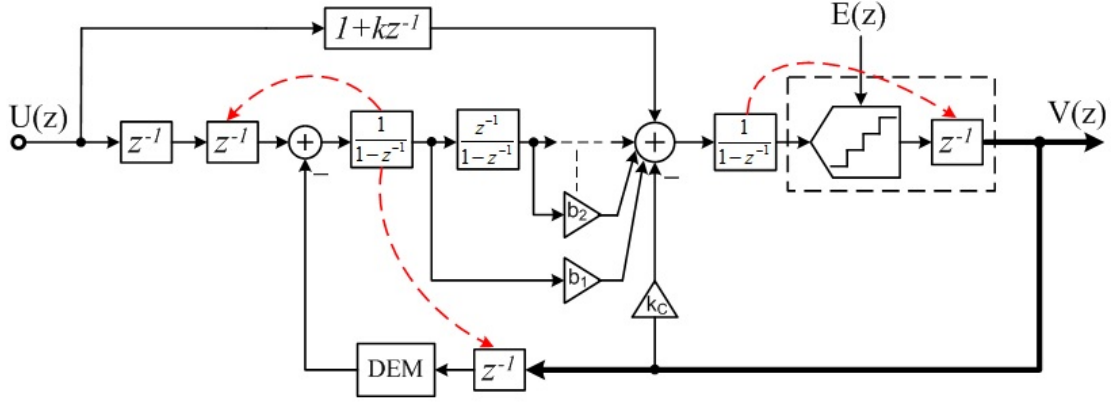 E(z)
1+kz⁻¹
U(z)
V(z)
z⁻¹
z⁻¹
1
1−z⁻¹
z⁻¹
1−z⁻¹
1
1−z⁻¹
z⁻¹
b₂
b₁
k_C
DEM
z⁻¹